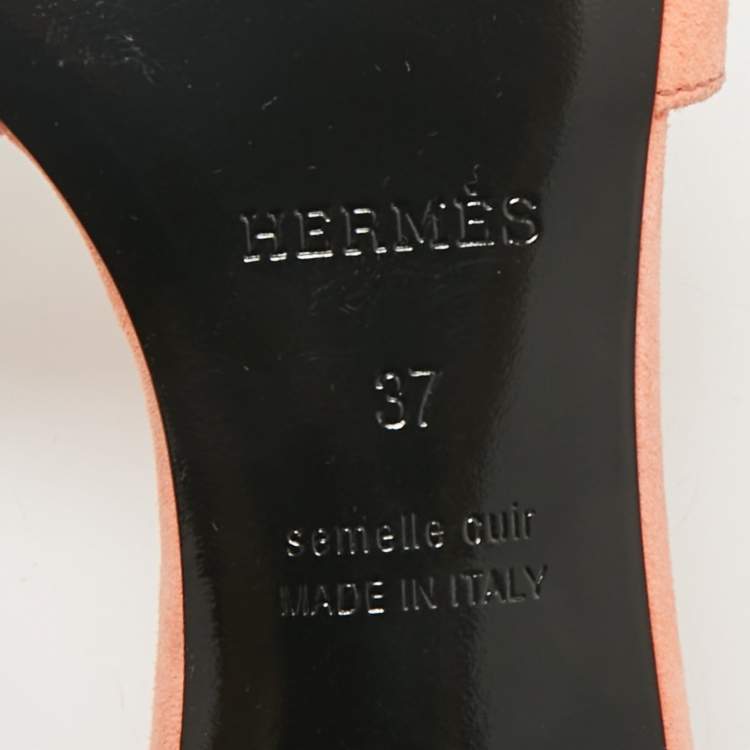 HERMÈS
37
semelle cuir
MADE IN ITALY